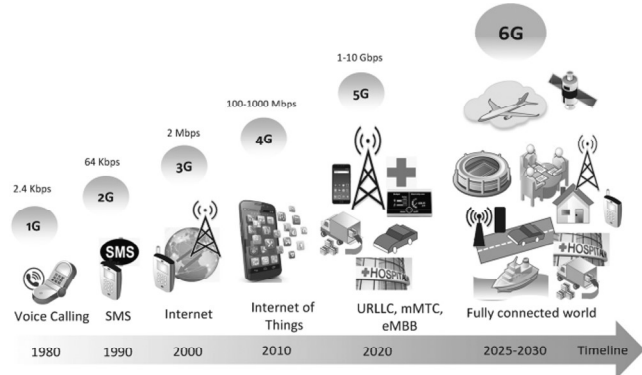 6G
1-10 Gbps
5G
100-1000 Mbps
4G
2 Mbps
3G
64 Kbps
2G
2.4 Kbps
1G
SMS
HOSPIT
HOSPIT
Voice Calling
SMS
Internet
Internet of
Things
URLLC, mMTC,
eMBB
Fully connected world
1980
1990
2000
2010
2020
2025-2030
Timeline